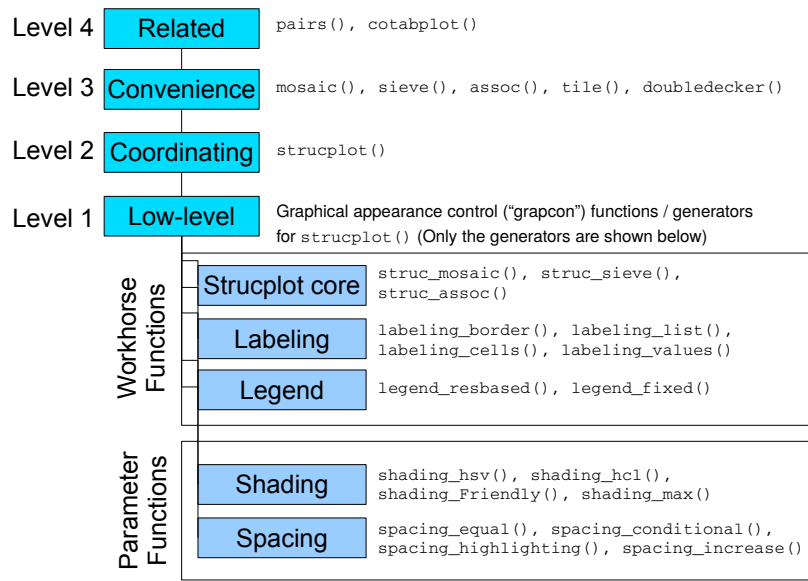 Level 4 Related pairs(), cotabplot()
Level 3 Convenience mosaic(), sieve(), assoc(), tile(), doubledecker()
Level 2 Coordinating strucplot()
Level 1 Low-level Graphical appearance control ("grapcon") functions / generators
for strucplot() (Only the generators are shown below)
Workhorse
Functions
Strucplot core struc_mosaic(), struc_sieve(),
struc_assoc()
Labeling labeling_border(), labeling_list(),
labeling_cells(), labeling_values()
Legend legend_resbased(), legend_fixed()
Parameter
Functions
Shading shading_hsv(), shading_hcl(),
shading_Friendly(), shading_max()
Spacing spacing_equal(), spacing_conditional(),
spacing_highlighting(), spacing_increase()